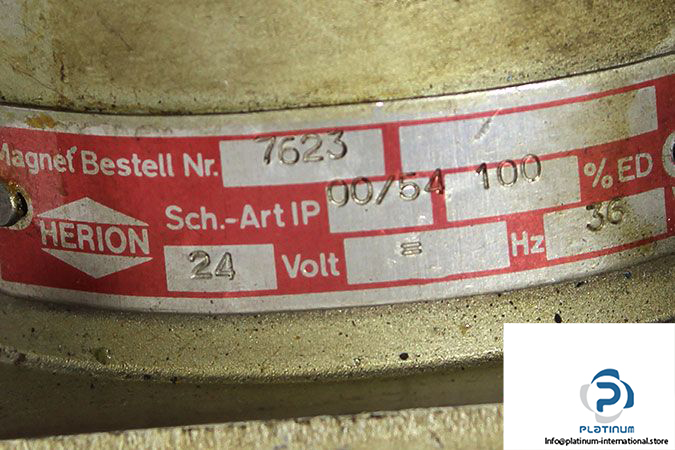 Magnet Bestell Nr. 7623 /
Sch.-Art IP 00/54 100 % ED
HERION
24 Volt = Hz 36
PLATINUM
Info@platinum-international.store